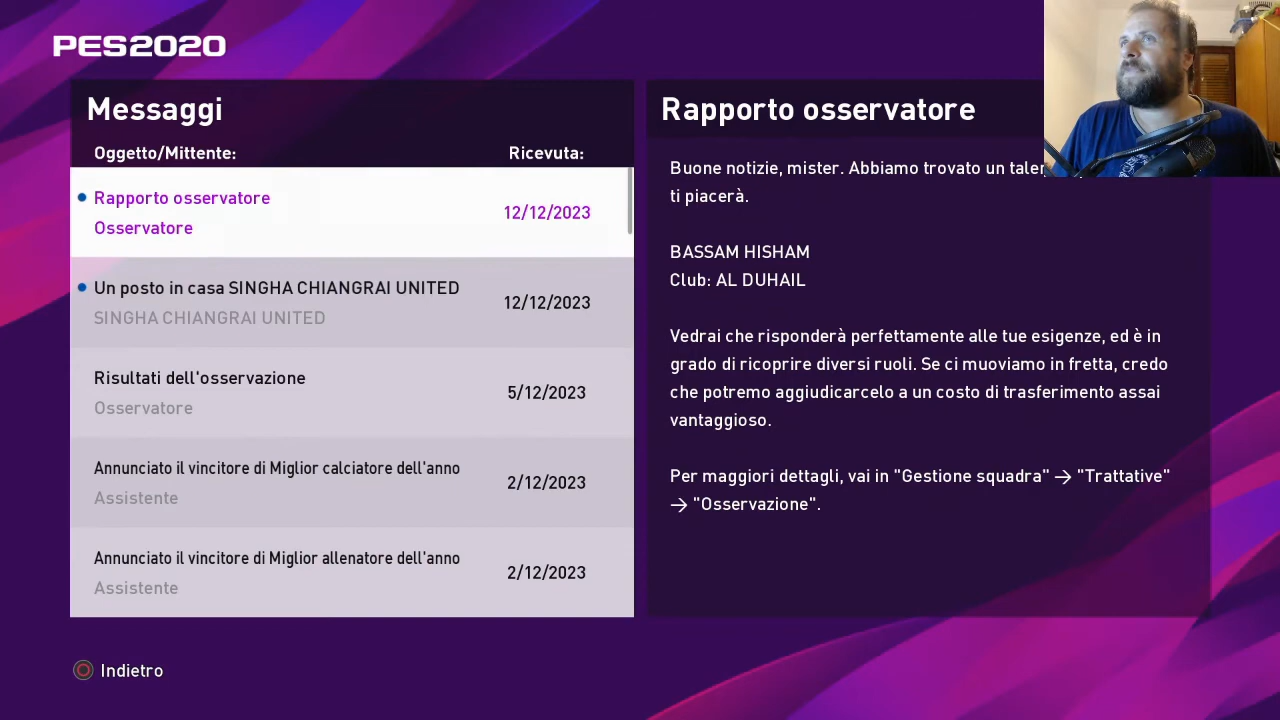 PES2020
Messaggi
Oggetto/Mittente:
Ricevuta:
Rapporto osservatore
Osservatore
12/12/2023
Un posto in casa SINGHA CHIANGRAI UNITED
SINGHA CHIANGRAI UNITED
12/12/2023
Risultati dell'osservazione
Osservatore
5/12/2023
Annunciato il vincitore di Miglior calciatore dell'anno
Assistente
2/12/2023
Annunciato il vincitore di Miglior allenatore dell'anno
Assistente
2/12/2023
Rapporto osservatore
Buone notizie, mister. Abbiamo trovato un
ti piacerà.
BASSAM HISHAM
Club: AL DUHAIL
Vedrai che risponderà perfettamente alle tue esigenze, ed è in
grado di ricoprire diversi ruoli. Se ci muoviamo in fretta, credo
che potremo aggiudicarcelo a un costo di trasferimento assai
vantaggioso.
Per maggiori dettagli, vai in "Gestione squadra" → "Trattative"
→ "Osservazione".
Indietro